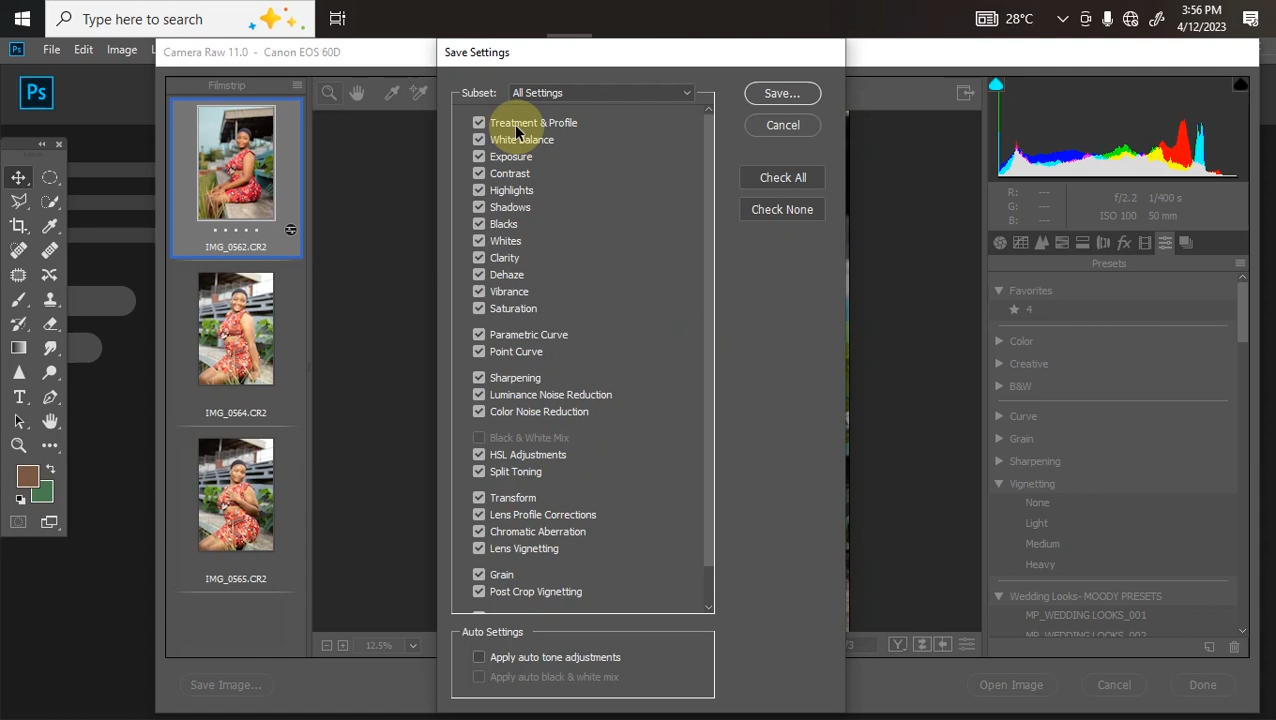 Type here to search
28°C
3:56 PM
4/12/2023
Ps
File
Edit
Image
Camera Raw 11.0 - Canon EOS 60D
Ps
Filmstrip
IMG_0562.CR2
IMG_0564.CR2
IMG_0565.CR2
Save Image...
12.5%
Save Settings
Subset: All Settings
Treatment & Profile
White Balance
Exposure
Contrast
Highlights
Shadows
Blacks
Whites
Clarity
Dehaze
Vibrance
Saturation
Parametric Curve
Point Curve
Sharpening
Luminance Noise Reduction
Color Noise Reduction
Black & White Mix
HSL Adjustments
Split Toning
Transform
Lens Profile Corrections
Chromatic Aberration
Lens Vignetting
Grain
Post Crop Vignetting
Auto Settings
Apply auto tone adjustments
Apply auto black & white mix
Save...
Cancel
Check All
Check None
R: ---
G: ---
B: ---
f/2.2 1/400 s
ISO 100 50 mm
Presets
Favorites
4
Color
Creative
B&W
Curve
Grain
Sharpening
Vignetting
None
Light
Medium
Heavy
Wedding Looks- MOODY PRESETS
MP_WEDDING LOOKS_001
MP_WEDDING LOOKS_002
/3
Y
Open Image
Cancel
Done